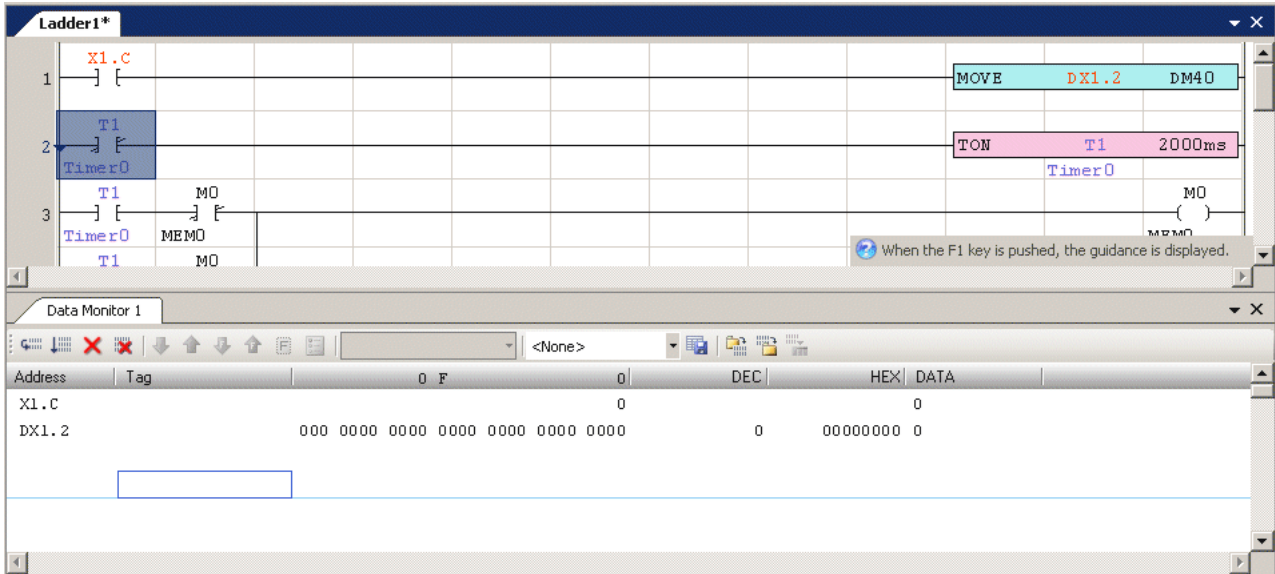 Ladder1*
X1.C
1 MOVE DX1.2 DM40
T1
2 TON T1 2000ms
Timer0 Timer0
T1 M0 M0
3
Timer0 MEM0 MEM0
When the F1 key is pushed, the guidance is displayed.
T1 M0
Data Monitor 1
F <None>
Address Tag 0 F 0 DEC HEX DATA
X1.C 0 0
DX1.2 000 0000 0000 0000 0000 0000 0000 0 00000000 0